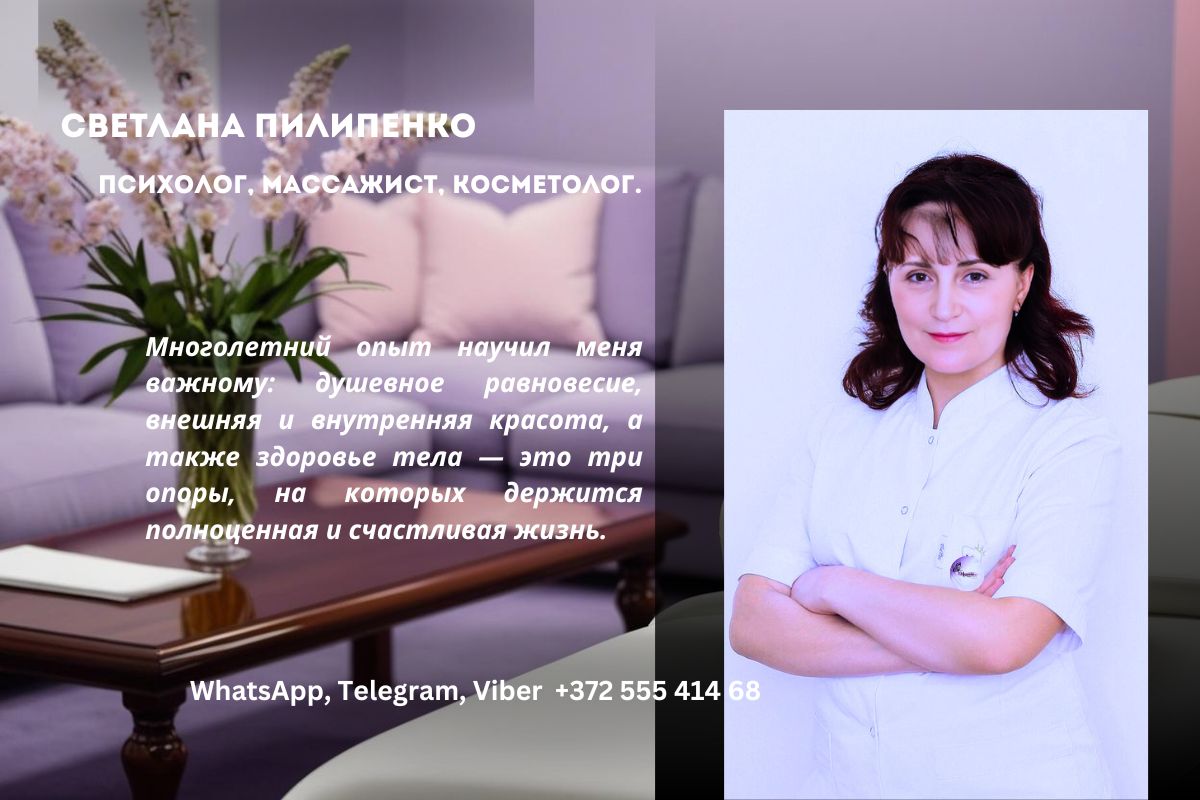 СВЕТЛАНА ПИЛИПЕНКО
ПСИХОЛОГ, МАССАЖИСТ, КОСМЕТОЛОГ.
Многолетний опыт научил меня
важному: душевное равновесие,
внешняя и внутренняя красота, а
также здоровье тела — это три
опоры, на которых держится
полноценная и счастливая жизнь.
WhatsApp, Telegram, Viber +372 555 414 68